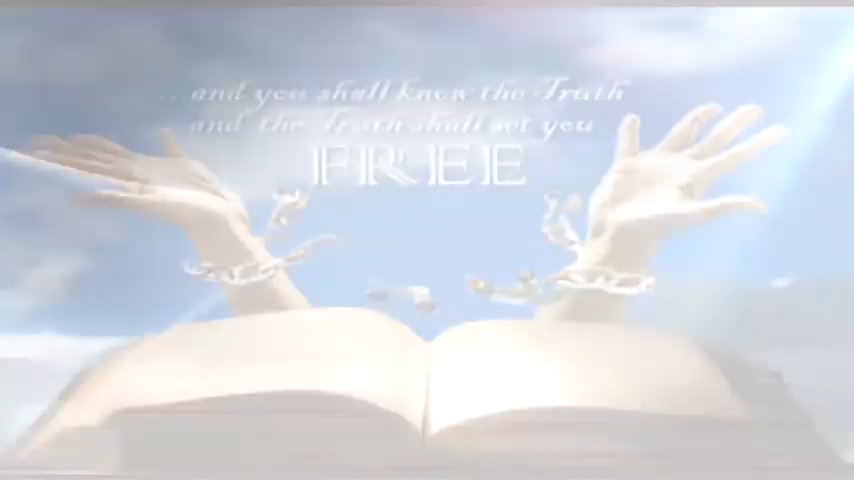 ...and you shall know the Truth
and the Truth shall set you
FREE